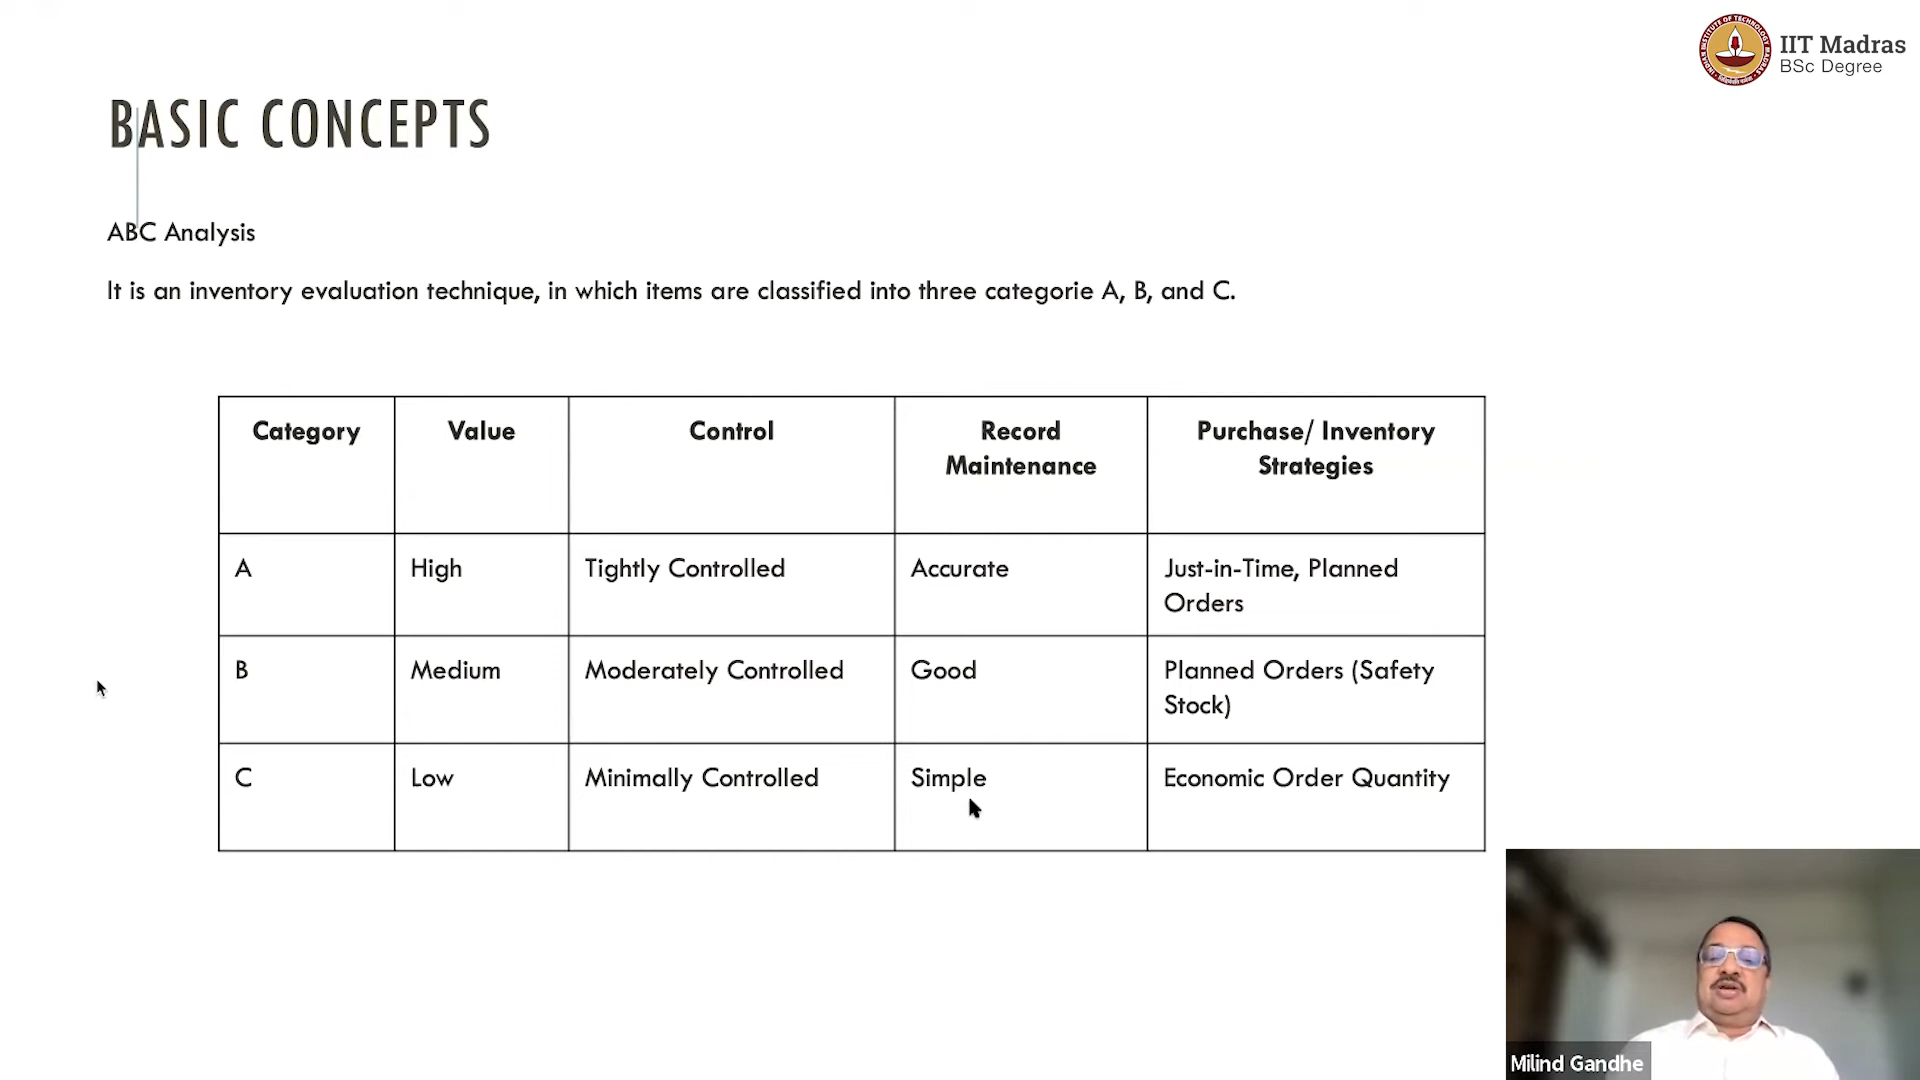 IIT Madras
BSc Degree
BASIC CONCEPTS
ABC Analysis
It is an inventory evaluation technique, in which items are classified into three categorie A, B, and C.
Category Value Control Record Maintenance Purchase/ Inventory Strategies
A High Tightly Controlled Accurate Just-in-Time, Planned Orders
B Medium Moderately Controlled Good Planned Orders (Safety Stock)
C Low Minimally Controlled Simple Economic Order Quantity
Milind Gandhe